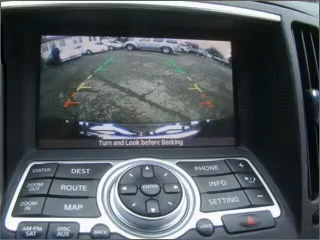 Turn and Look before Backing
STATUS
DEST
PHONE
ZOOM OUT
ROUTE
INFO
ZOOM IN
MAP
SETTING
ENTER
AM·FM
SAT
DISC
AUX